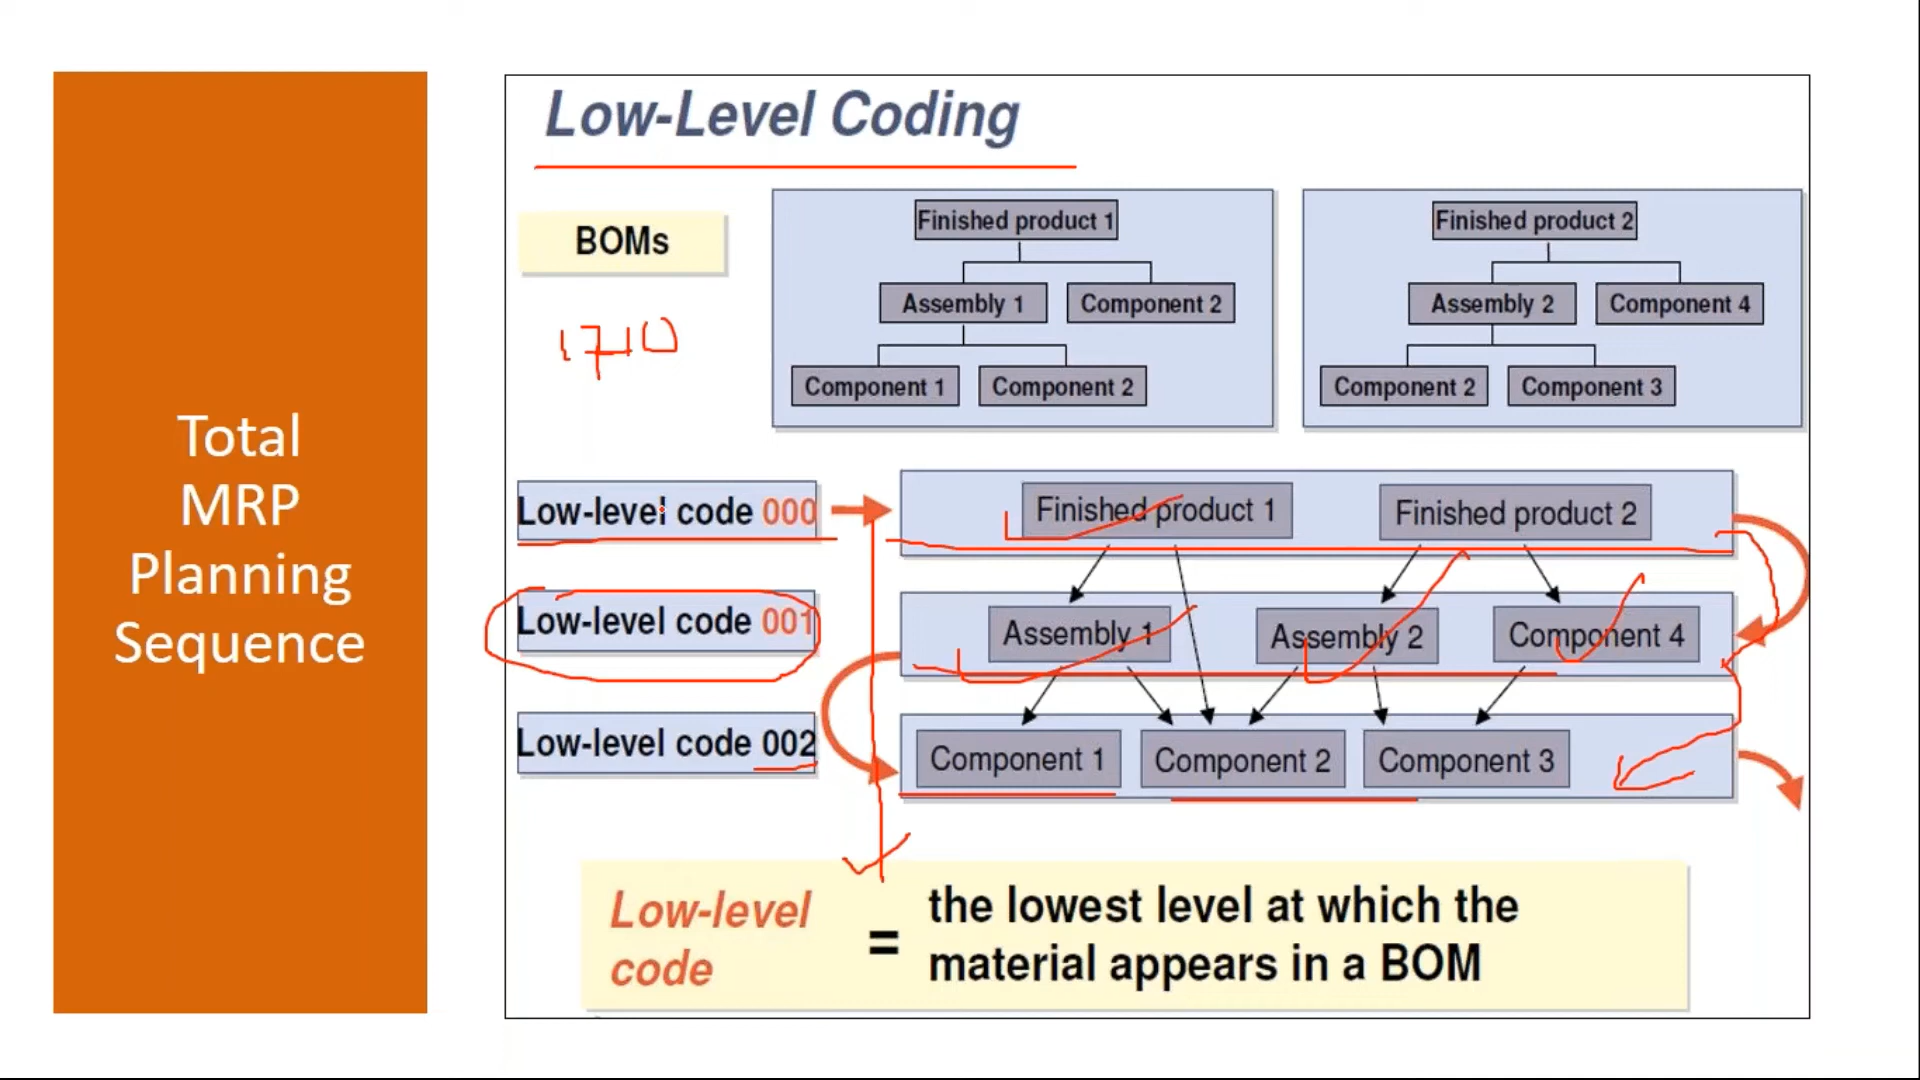 Total
MRP
Planning
Sequence
Low-Level Coding
BOMs
1710
Finished product 1
Assembly 1
Component 2
Component 1
Component 2
Finished product 2
Assembly 2
Component 4
Component 2
Component 3
Low-level code 000
Finished product 1
Finished product 2
Low-level code 001
Assembly 1
Assembly 2
Component 4
Low-level code 002
Component 1
Component 2
Component 3
Low-level
code
=
the lowest level at which the
material appears in a BOM